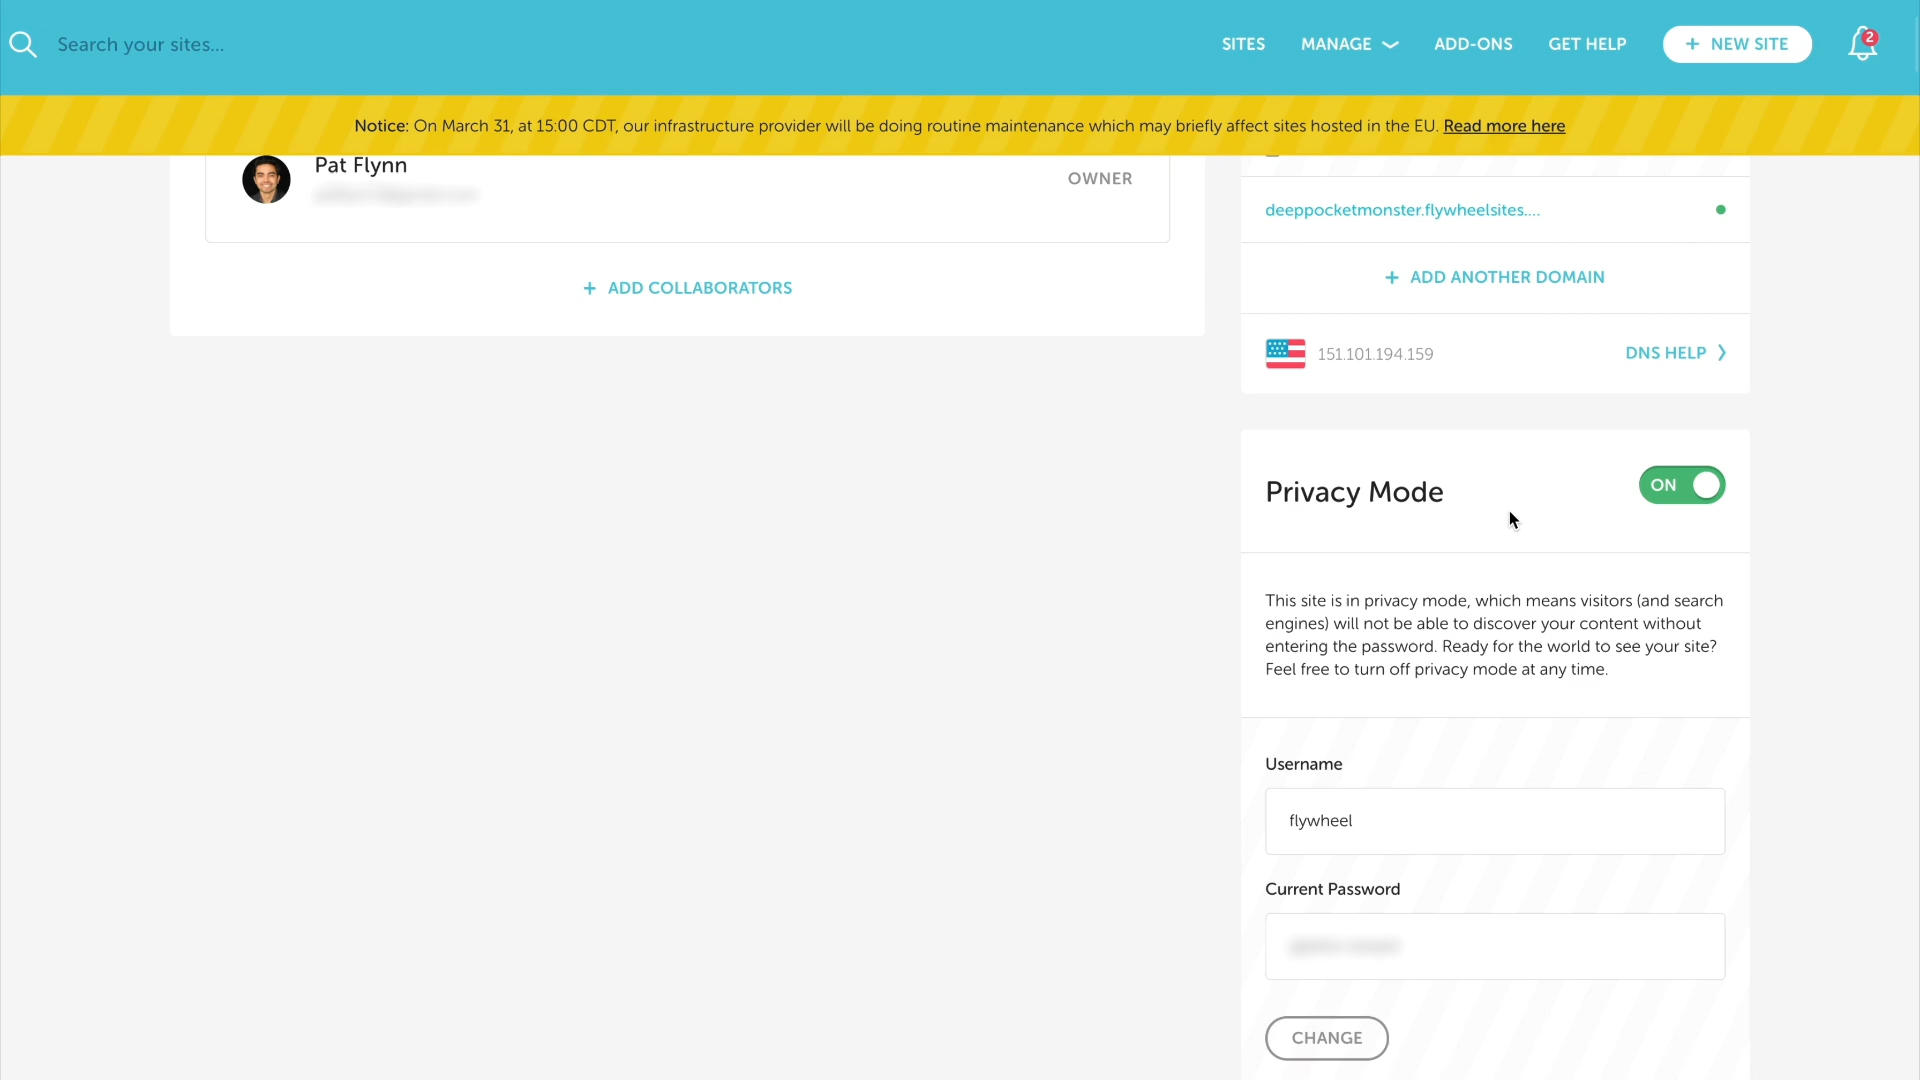 Search your sites...
SITES
MANAGE
ADD-ONS
GET HELP
+ NEW SITE
2
Notice: On March 31, at 15:00 CDT, our infrastructure provider will be doing routine maintenance which may briefly affect sites hosted in the EU. Read more here
Pat Flynn
OWNER
+ ADD COLLABORATORS
deeppocketmonster.flywheelsites....
+ ADD ANOTHER DOMAIN
151.101.194.159
DNS HELP
Privacy Mode
ON
This site is in privacy mode, which means visitors (and search
engines) will not be able to discover your content without
entering the password. Ready for the world to see your site?
Feel free to turn off privacy mode at any time.
Username
flywheel
Current Password
CHANGE